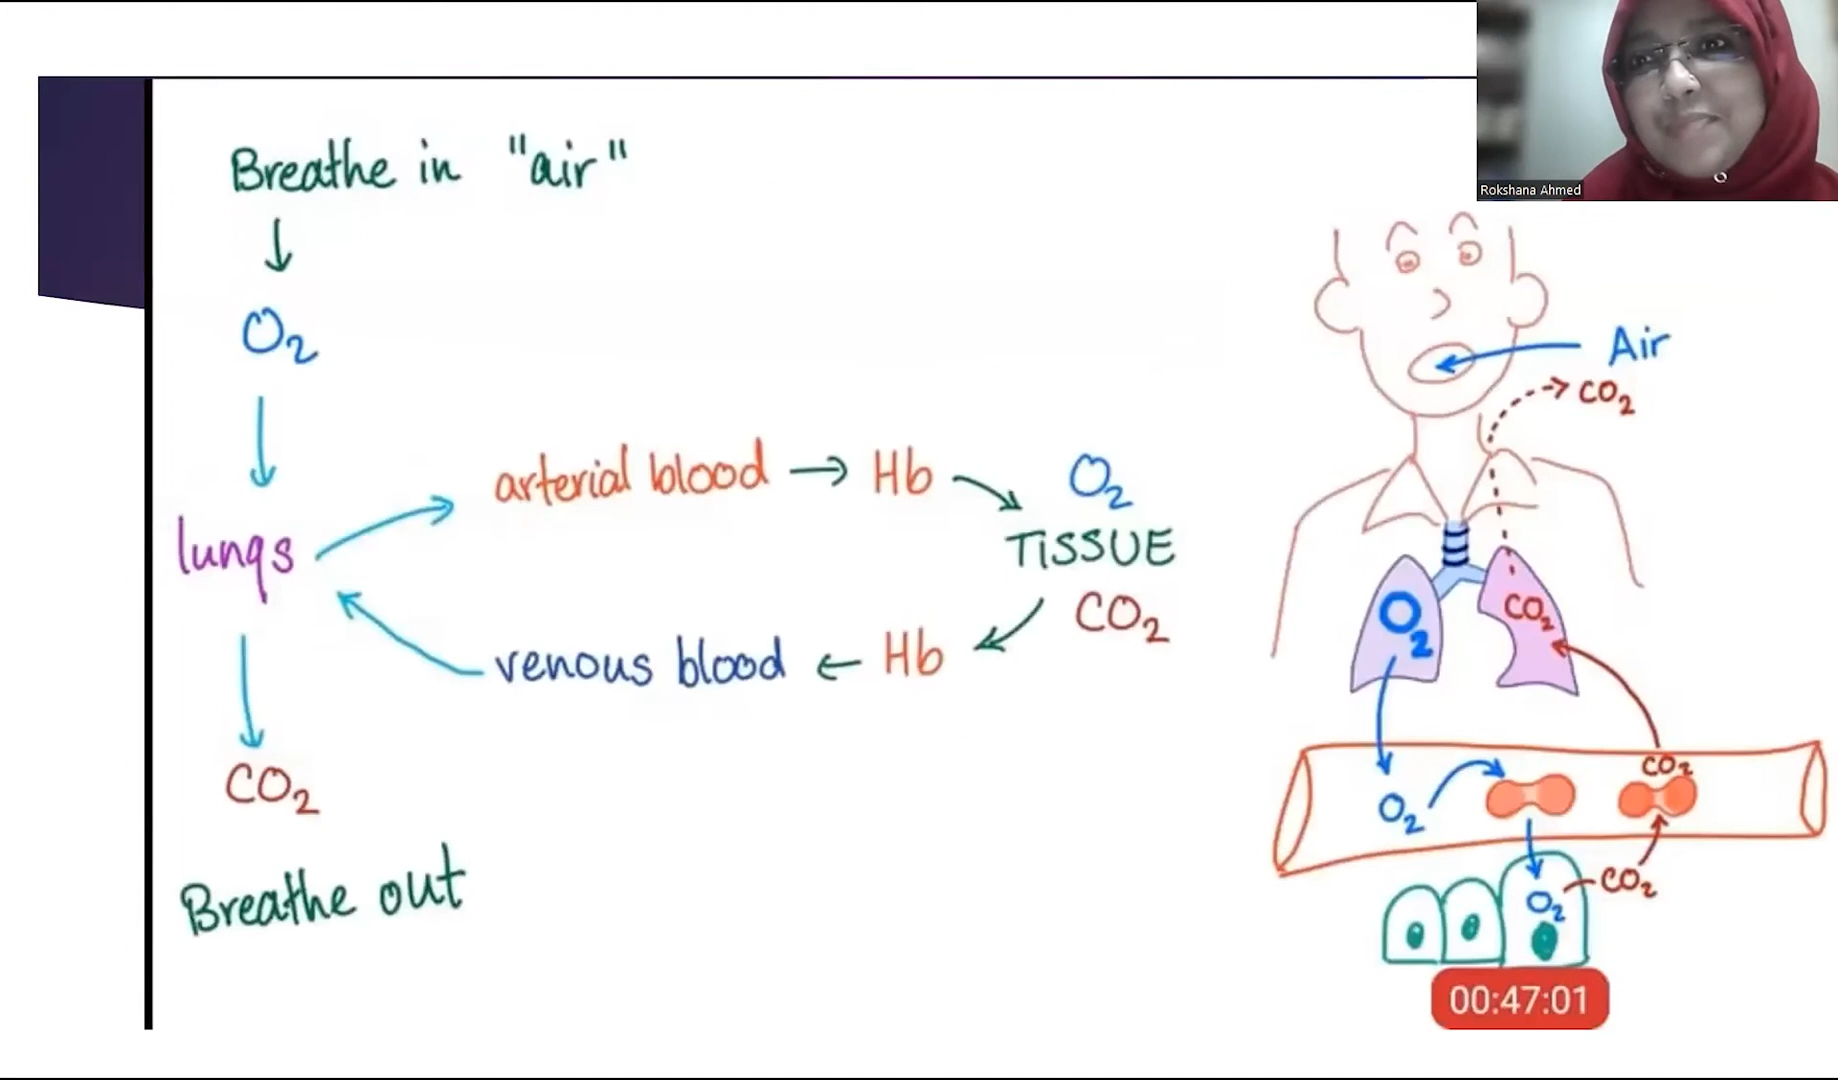 Rokshana Ahmed
Breathe in "air"
↓
O₂
↓
lungs
arterial blood → Hb
O₂
TISSUE
CO₂
venous blood ← Hb
CO₂
Breathe out
Air
CO₂
O₂
CO₂
O₂
CO₂
O₂
CO₂
00:47:01